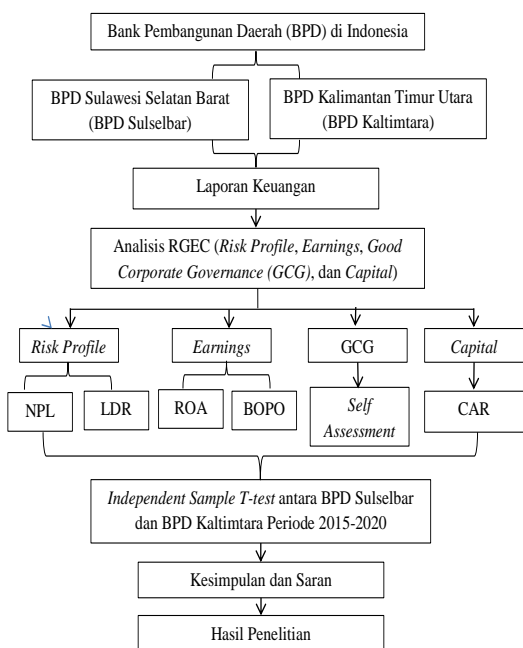 Bank Pembangunan Daerah (BPD) di Indonesia
BPD Sulawesi Selatan Barat
(BPD Sulselbar)
BPD Kalimantan Timur Utara
(BPD Kaltimtara)
Laporan Keuangan
Analisis RGEC (Risk Profile, Earnings, Good
Corporate Governance (GCG), dan Capital)
Risk Profile
Earnings
GCG
Capital
NPL
LDR
ROA
BOPO
Self
Assessment
CAR
Independent Sample T-test antara BPD Sulselbar
dan BPD Kaltimtara Periode 2015-2020
Kesimpulan dan Saran
Hasil Penelitian